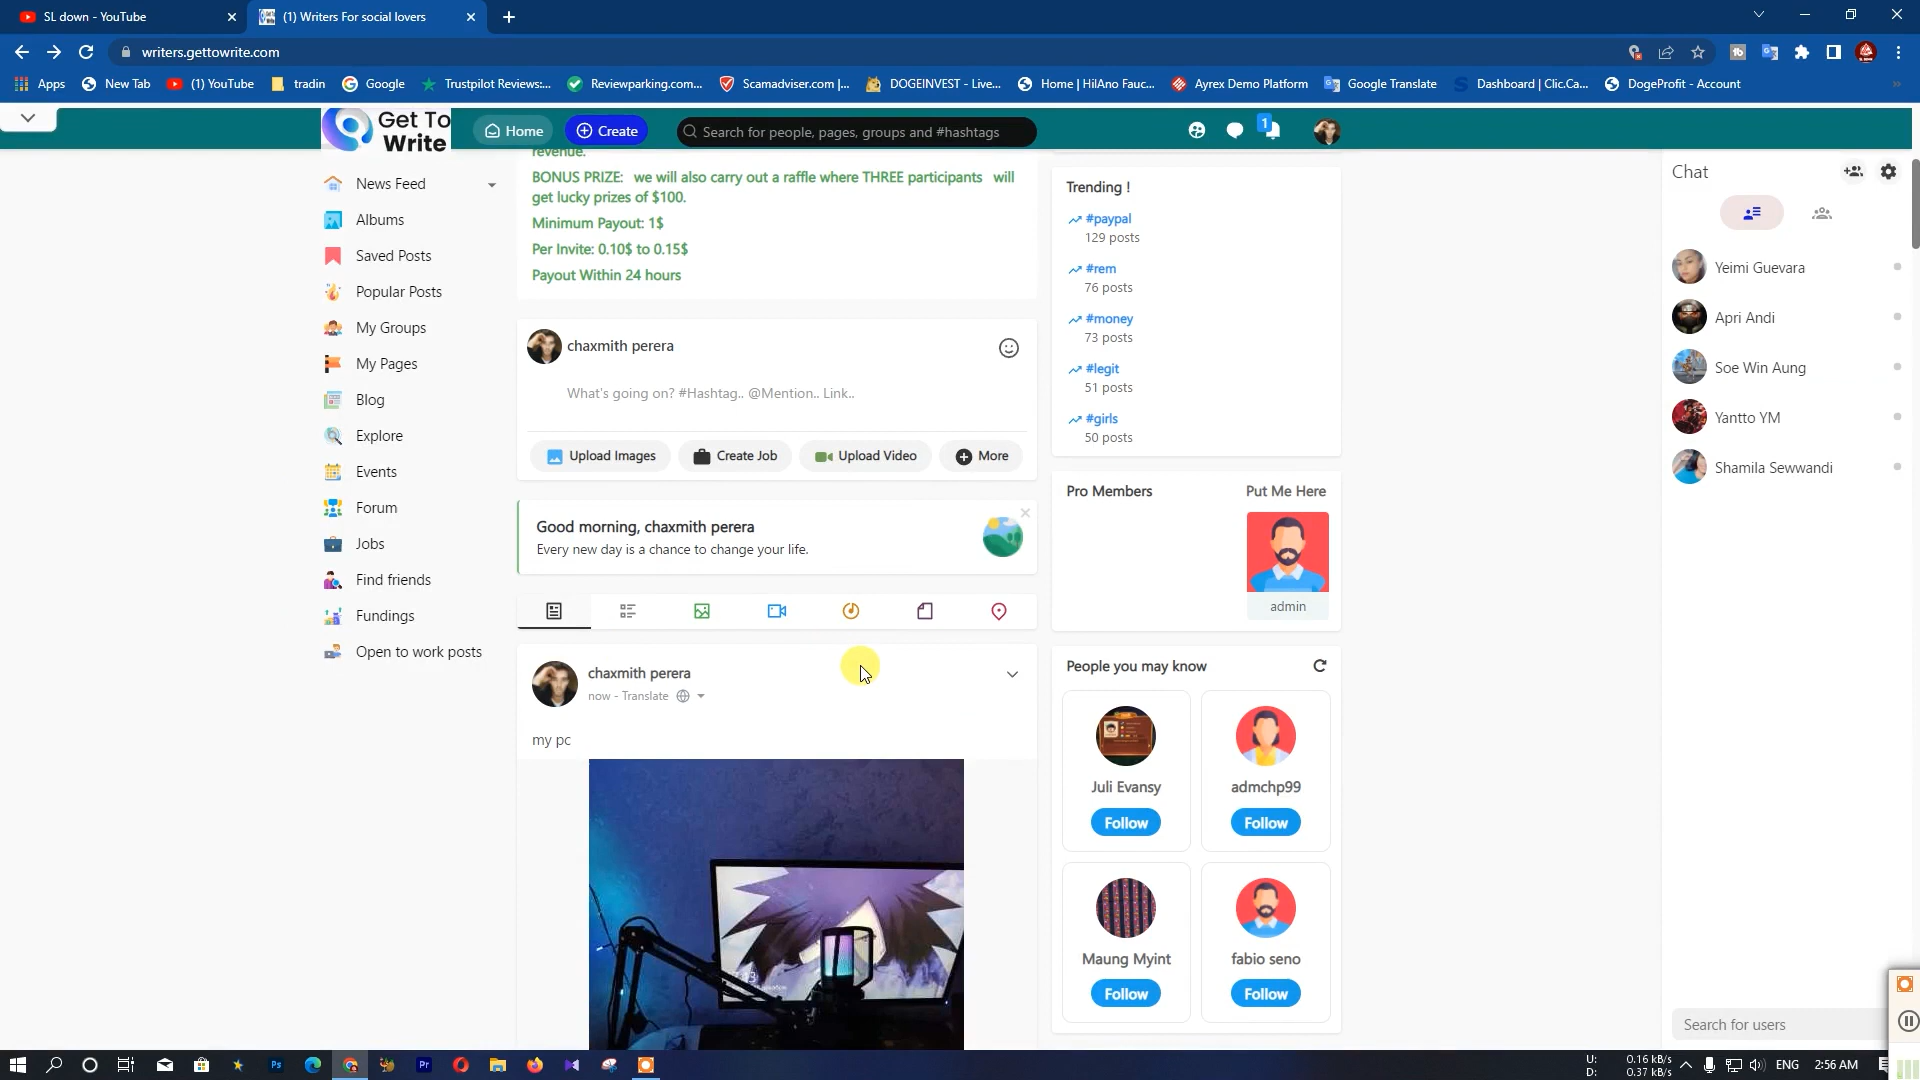 SL down - YouTube
(1) Writers For social lovers
writers.gettowrite.com
Apps
New Tab
(1) YouTube
tradin
Google
Trustpilot Reviews:...
Reviewparking.com...
Scamadviser.com |...
DOGEINVEST - Live...
Home | HilAno Fauc...
Ayrex Demo Platform
Google Translate
Dashboard | Clic.Ca...
DogeProfit - Account
Get To
Write
Home
Create
Search for people, pages, groups and #hashtags
1
News Feed
Albums
Saved Posts
Popular Posts
My Groups
My Pages
Blog
Explore
Events
Forum
Jobs
Find friends
Fundings
Open to work posts
revenue.
BONUS PRIZE: we will also carry out a raffle where THREE participants will
get lucky prizes of $100.
Minimum Payout: 1$
Per Invite: 0.10$ to 0.15$
Payout Within 24 hours
chaxmith perera
What's going on? #Hashtag.. @Mention.. Link..
Upload Images
Create Job
Upload Video
More
Good morning, chaxmith perera
Every new day is a chance to change your life.
chaxmith perera
now - Translate
my pc
Trending !
#paypal
129 posts
#rem
76 posts
#money
73 posts
#legit
51 posts
#girls
50 posts
Pro Members
Put Me Here
admin
People you may know
Juli Evansy
Follow
admchp99
Follow
Maung Myint
Follow
fabio seno
Follow
Chat
Yeimi Guevara
Apri Andi
Soe Win Aung
Yantto YM
Shamila Sewwandi
Search for users
Ps
Pr
U: 0.16 kB/s
D: 0.37 kB/s
ENG
2:56 AM